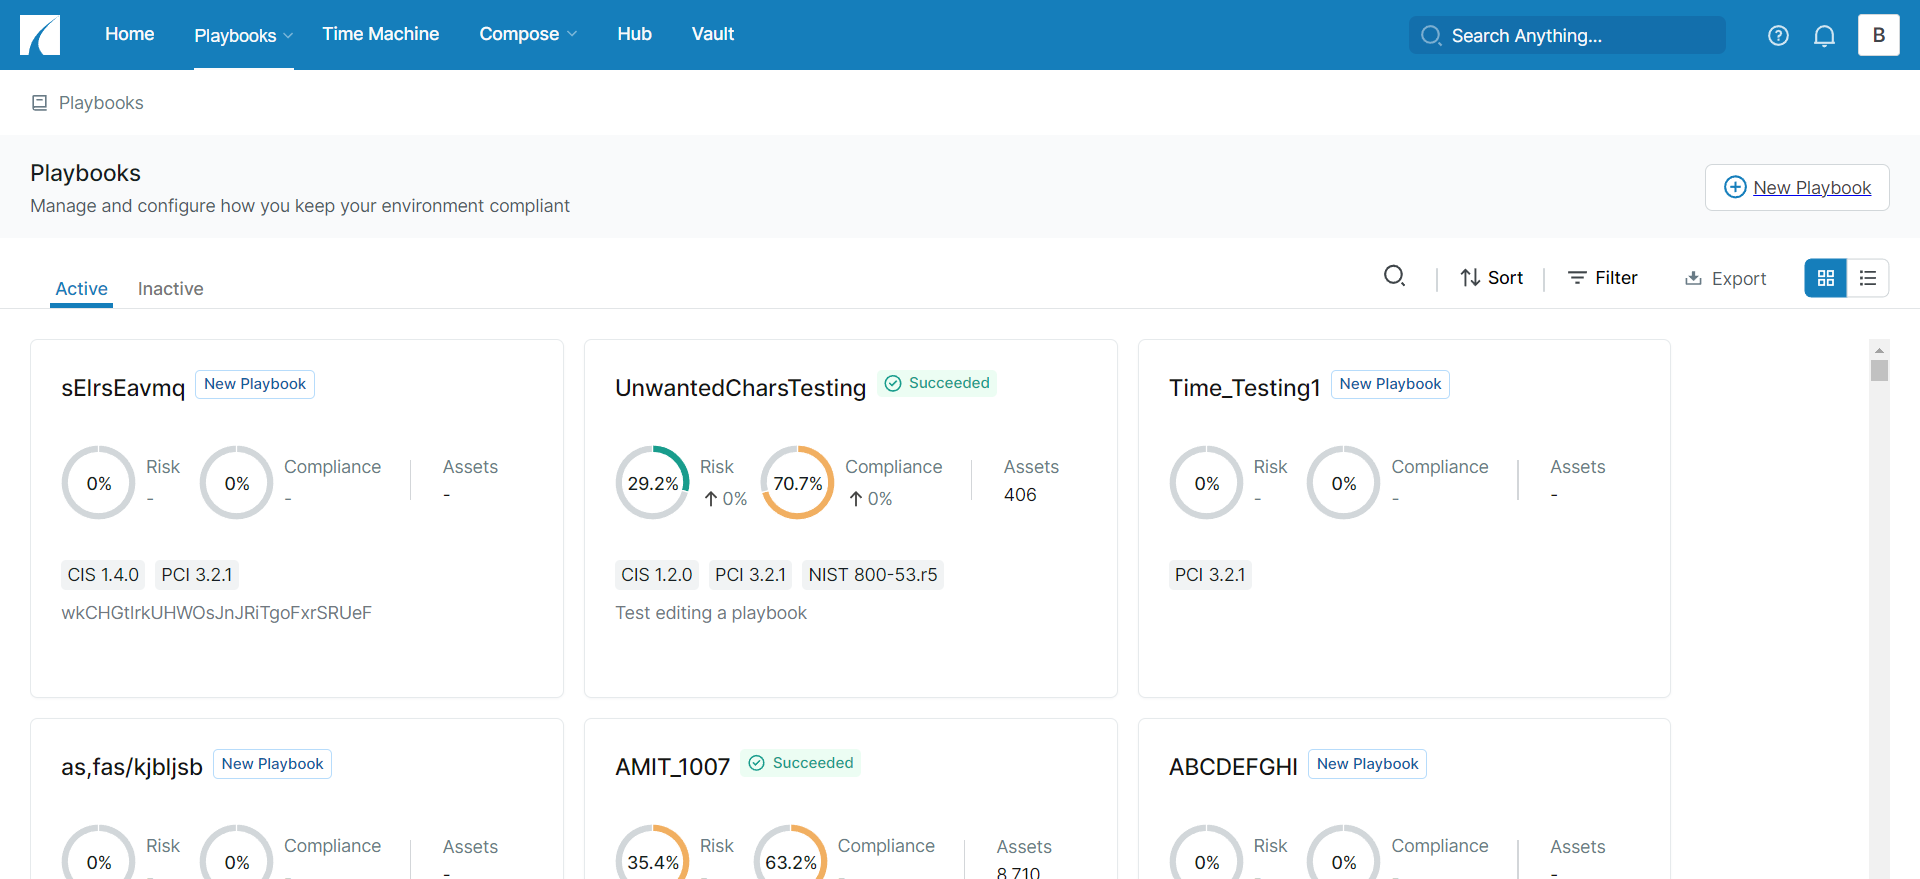 Home Playbooks Time Machine Compose Hub Vault Search Anything... B
Playbooks
Playbooks
Manage and configure how you keep your environment compliant
New Playbook
Active Inactive Sort Filter Export
sElrsEavmq New Playbook
0% Risk - 0% Compliance - Assets -
CIS 1.4.0 PCI 3.2.1
UnwantedCharsTesting Succeeded
29.2% Risk 0% 70.7% Compliance 0% Assets 406
CIS 1.2.0 PCI 3.2.1 NIST 800-53.r5
Test editing a playbook
Time_Testing1 New Playbook
0% Risk - 0% Compliance - Assets -
PCI 3.2.1
as,fas/kjbljsb New Playbook
0% Risk 0% Compliance Assets -
AMIT_1007 Succeeded
35.4% Risk 63.2% Compliance Assets 8,710
ABCDEFGHI New Playbook
0% Risk 0% Compliance Assets -